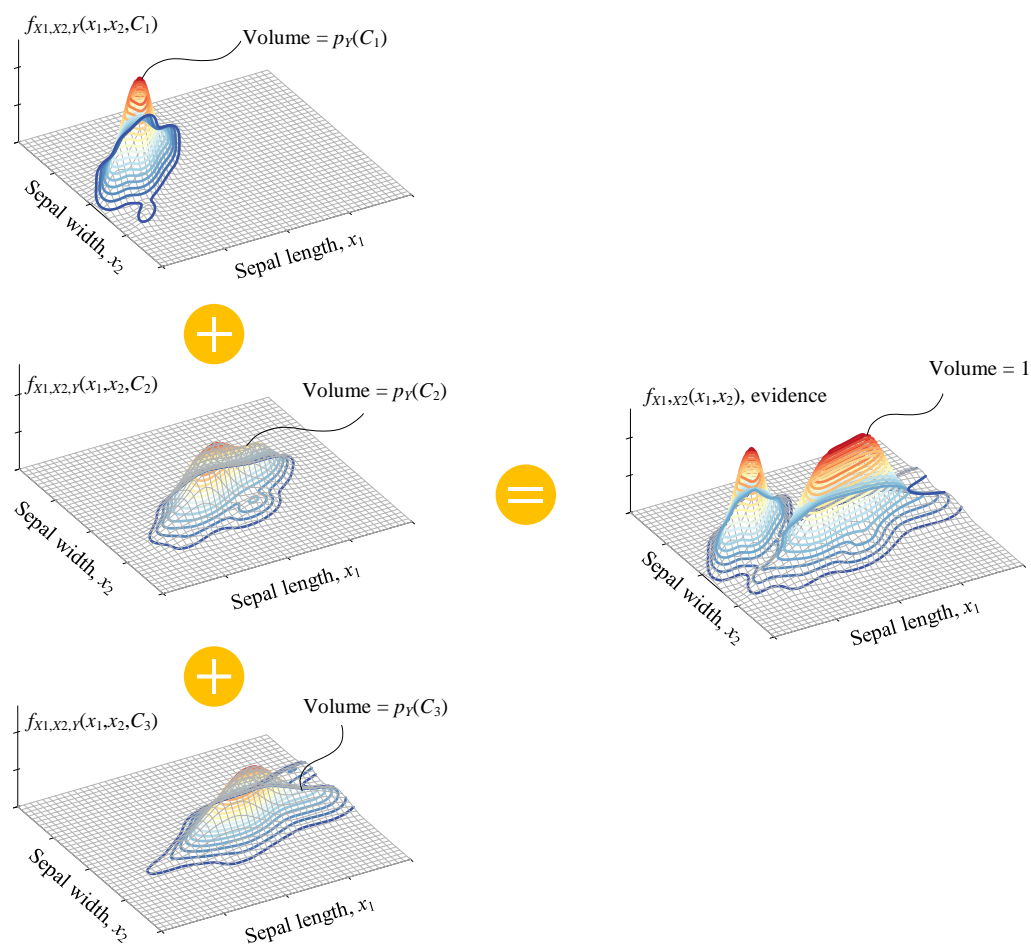 f_{X1,X2,Y}(x_1,x_2,C_1)
Volume = p_Y(C_1)
Sepal width, x_2
Sepal length, x_1
+
f_{X1,X2,Y}(x_1,x_2,C_2)
Volume = p_Y(C_2)
Sepal width, x_2
Sepal length, x_1
+
f_{X1,X2,Y}(x_1,x_2,C_3)
Volume = p_Y(C_3)
Sepal width, x_2
Sepal length, x_1
=
Volume = 1
f_{X1,X2}(x_1,x_2), evidence
Sepal width, x_2
Sepal length, x_1